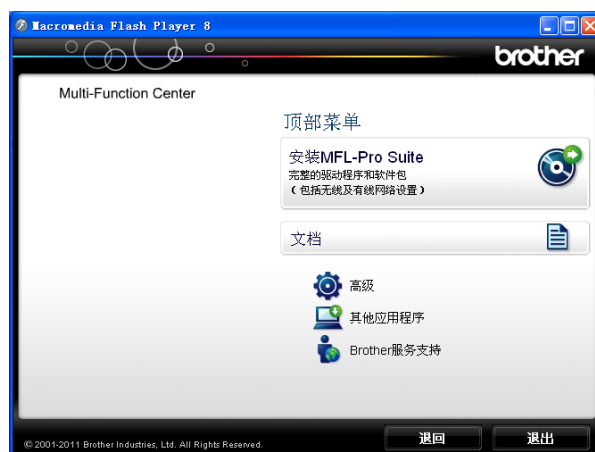 Macromedia Flash Player 8
brother
Multi-Function Center
顶部菜单
安装MFL-Pro Suite
完整的驱动程序和软件包
（包括无线及有线网络设置）
文档
高级
其他应用程序
Brother服务支持
© 2001-2011 Brother Industries, Ltd. All Rights Reserved.
退回
退出